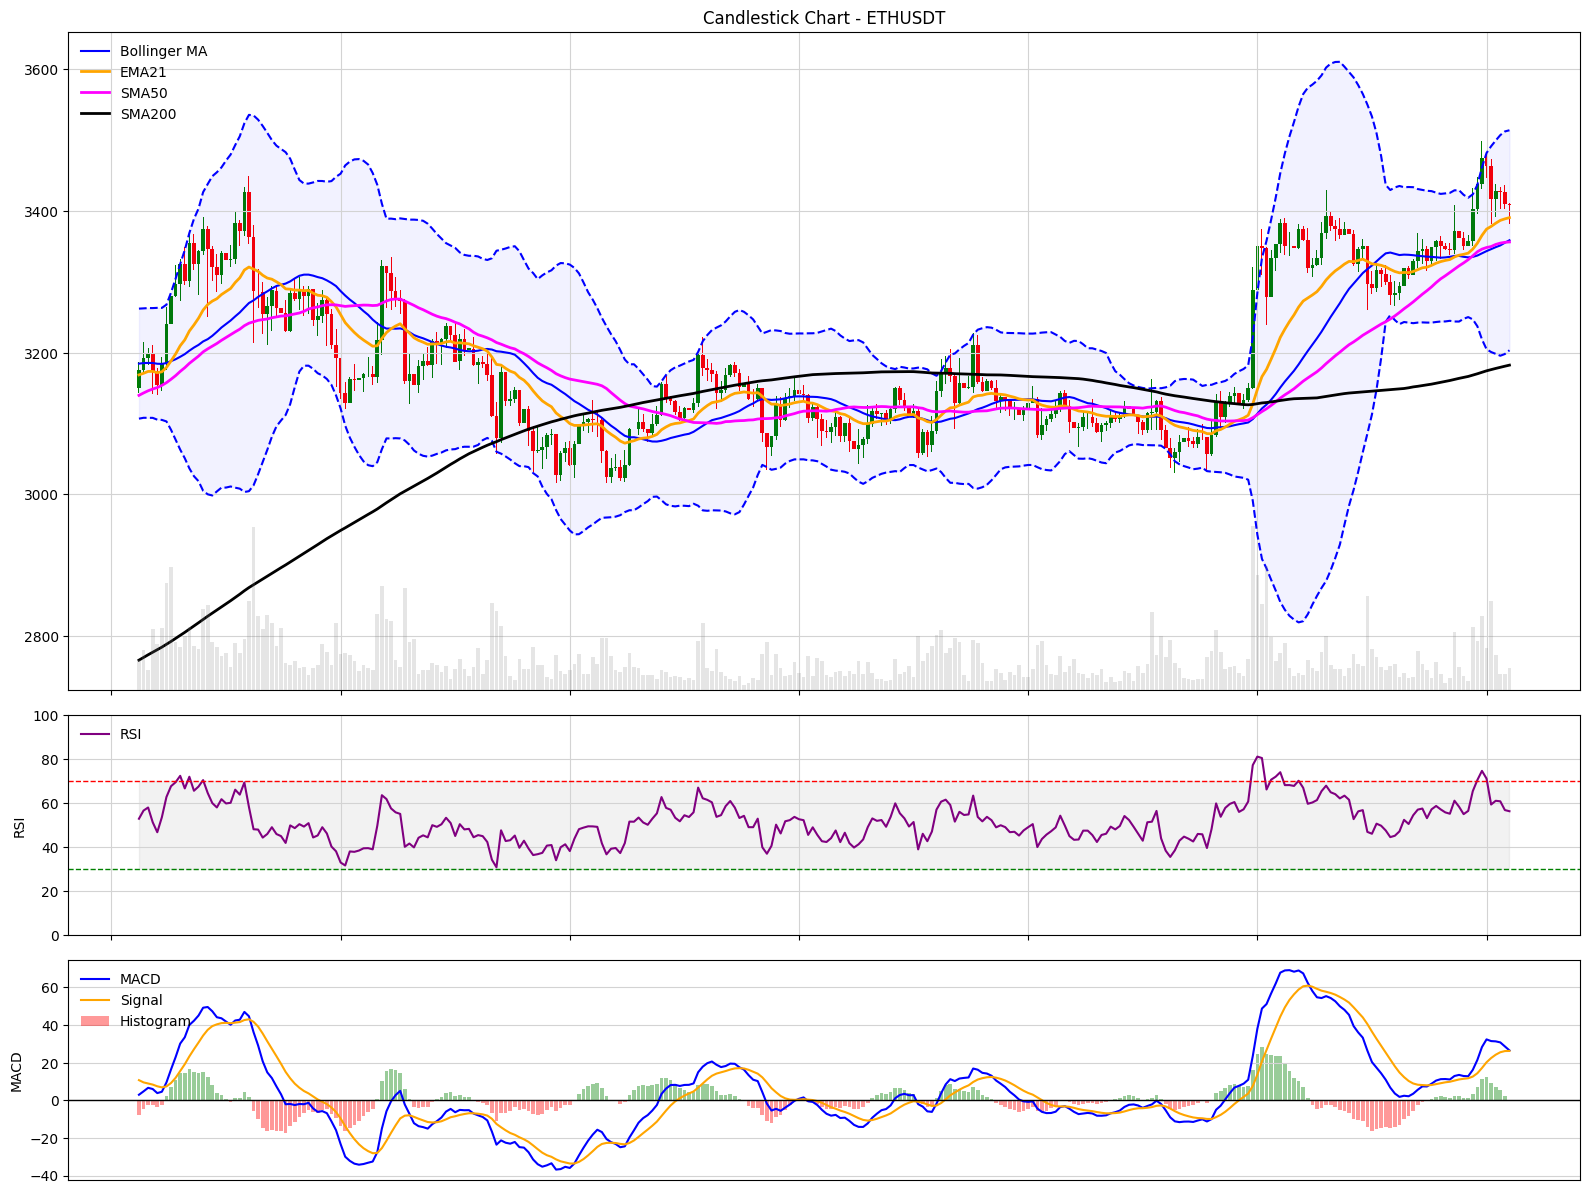 Candlestick Chart - ETHUSDT
Bollinger MA
EMA21
SMA50
SMA200
3600
3400
3200
3000
2800
RSI
RSI
100
80
60
40
20
0
MACD
Signal
Histogram
MACD
60
40
20
0
−20
−40